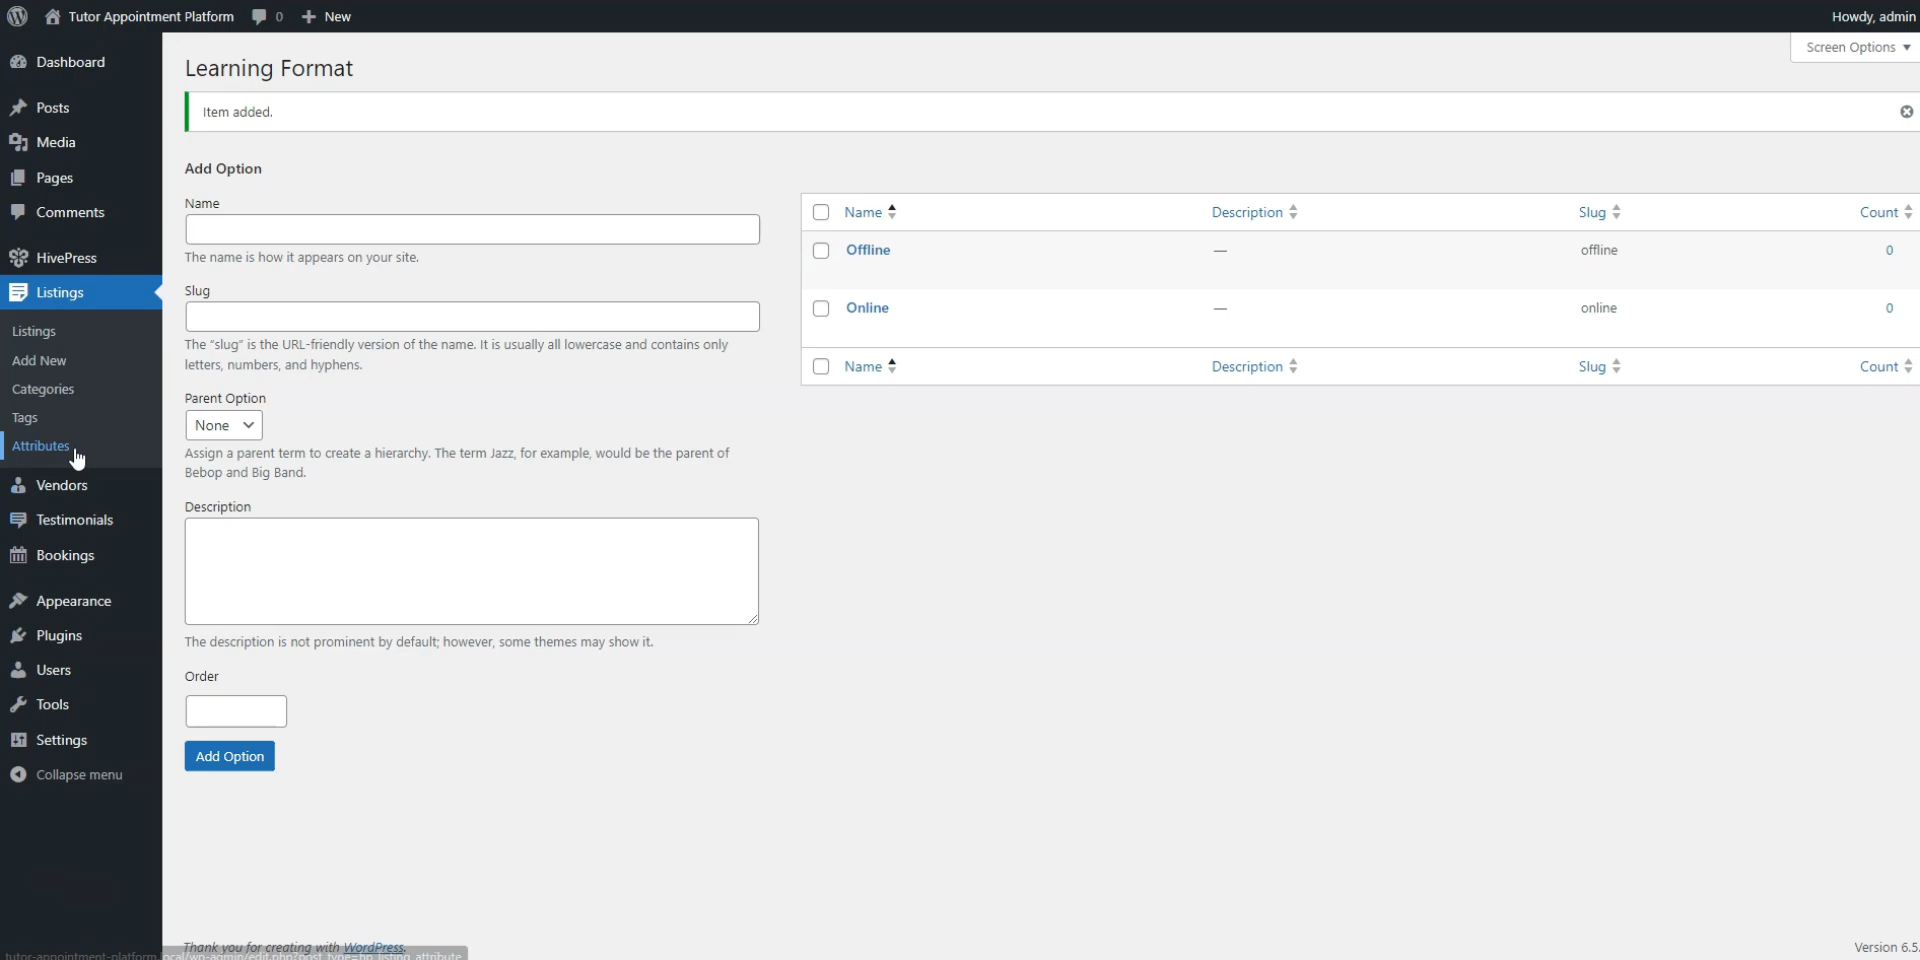 Tutor Appointment Platform 0 New Howdy, admin
Screen Options
Dashboard
Posts
Media
Pages
Comments
HivePress
Listings
Listings
Add New
Categories
Tags
Attributes
Vendors
Testimonials
Bookings
Appearance
Plugins
Users
Tools
Settings
Collapse menu
Learning Format
Item added.
Add Option
Name
The name is how it appears on your site.
Slug
The “slug” is the URL-friendly version of the name. It is usually all lowercase and contains only
letters, numbers, and hyphens.
Parent Option
None
Assign a parent term to create a hierarchy. The term Jazz, for example, would be the parent of
Bebop and Big Band.
Description
The description is not prominent by default; however, some themes may show it.
Order
Add Option
Name Description Slug Count
Offline — offline 0
Online — online 0
Name Description Slug Count
Thank you for creating with WordPress.
Version 6.5.
tutor-appointment-platform.local/wp-admin/edit.php?post_type=hp_listing_attribute